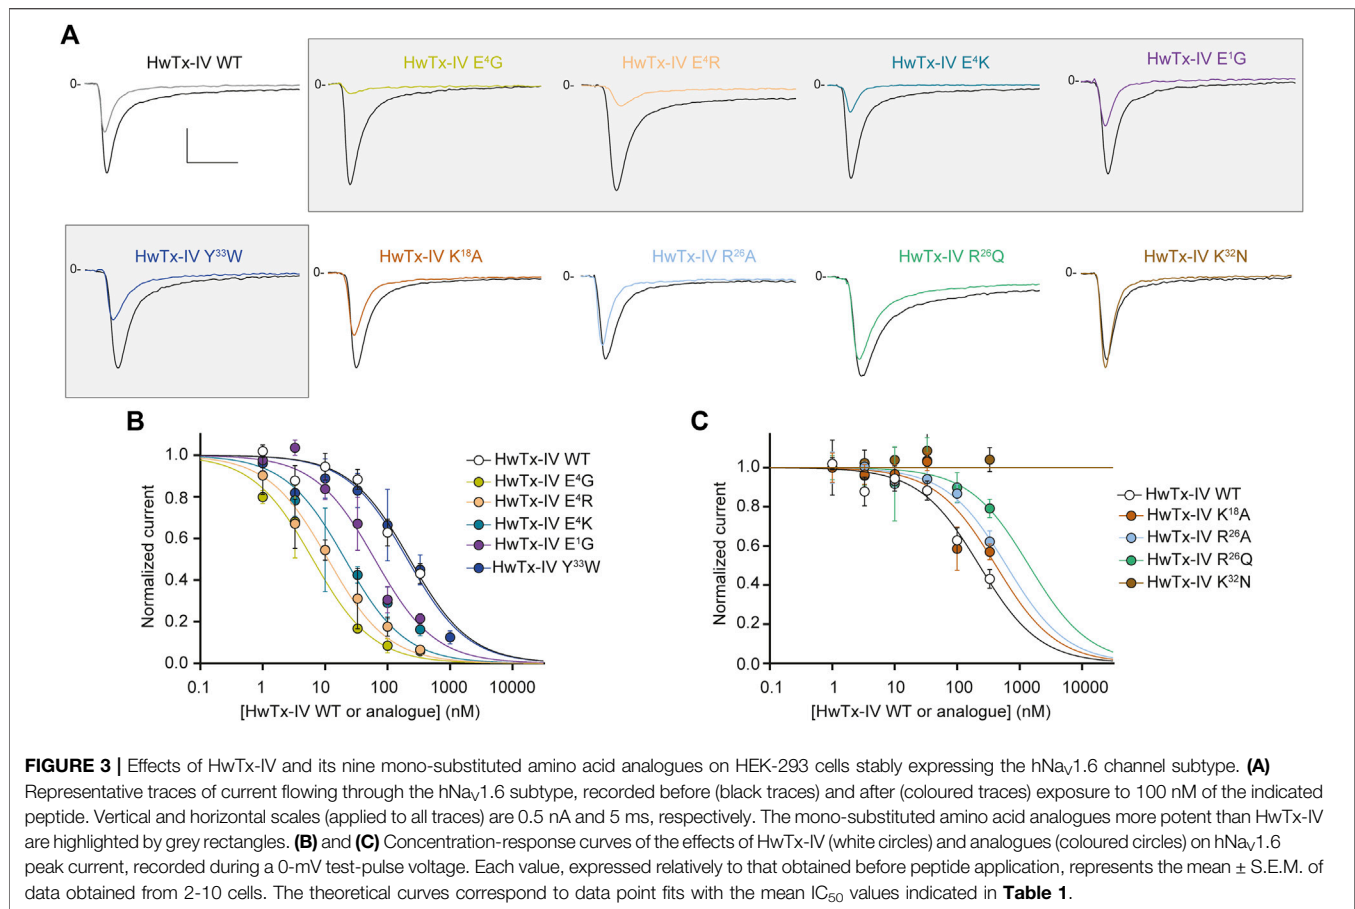 A
HwTx-IV WT
HwTx-IV E⁴G
HwTx-IV E⁴R
HwTx-IV E⁴K
HwTx-IV E¹G
0-
0-
0-
0-
0-
HwTx-IV Y³³W
HwTx-IV K¹⁸A
HwTx-IV R²⁶A
HwTx-IV R²⁶Q
HwTx-IV K³²N
0-
0-
0-
0-
0-
B
Normalized current
1.0
0.8
0.6
0.4
0.2
0.0
0.1 1 10 100 1000 10000
[HwTx-IV WT or analogue] (nM)
HwTx-IV WT
HwTx-IV E⁴G
HwTx-IV E⁴R
HwTx-IV E⁴K
HwTx-IV E¹G
HwTx-IV Y³³W
C
Normalized current
1.0
0.8
0.6
0.4
0.2
0.0
0.1 1 10 100 1000 10000
[HwTx-IV WT or analogue] (nM)
HwTx-IV WT
HwTx-IV K¹⁸A
HwTx-IV R²⁶A
HwTx-IV R²⁶Q
HwTx-IV K³²N
FIGURE 3 | Effects of HwTx-IV and its nine mono-substituted amino acid analogues on HEK-293 cells stably expressing the hNaV1.6 channel subtype. (A)
Representative traces of current flowing through the hNaV1.6 subtype, recorded before (black traces) and after (coloured traces) exposure to 100 nM of the indicated
peptide. Vertical and horizontal scales (applied to all traces) are 0.5 nA and 5 ms, respectively. The mono-substituted amino acid analogues more potent than HwTx-IV
are highlighted by grey rectangles. (B) and (C) Concentration-response curves of the effects of HwTx-IV (white circles) and analogues (coloured circles) on hNaV1.6
peak current, recorded during a 0-mV test-pulse voltage. Each value, expressed relatively to that obtained before peptide application, represents the mean ± S.E.M. of
data obtained from 2-10 cells. The theoretical curves correspond to data point fits with the mean IC₅₀ values indicated in Table 1.